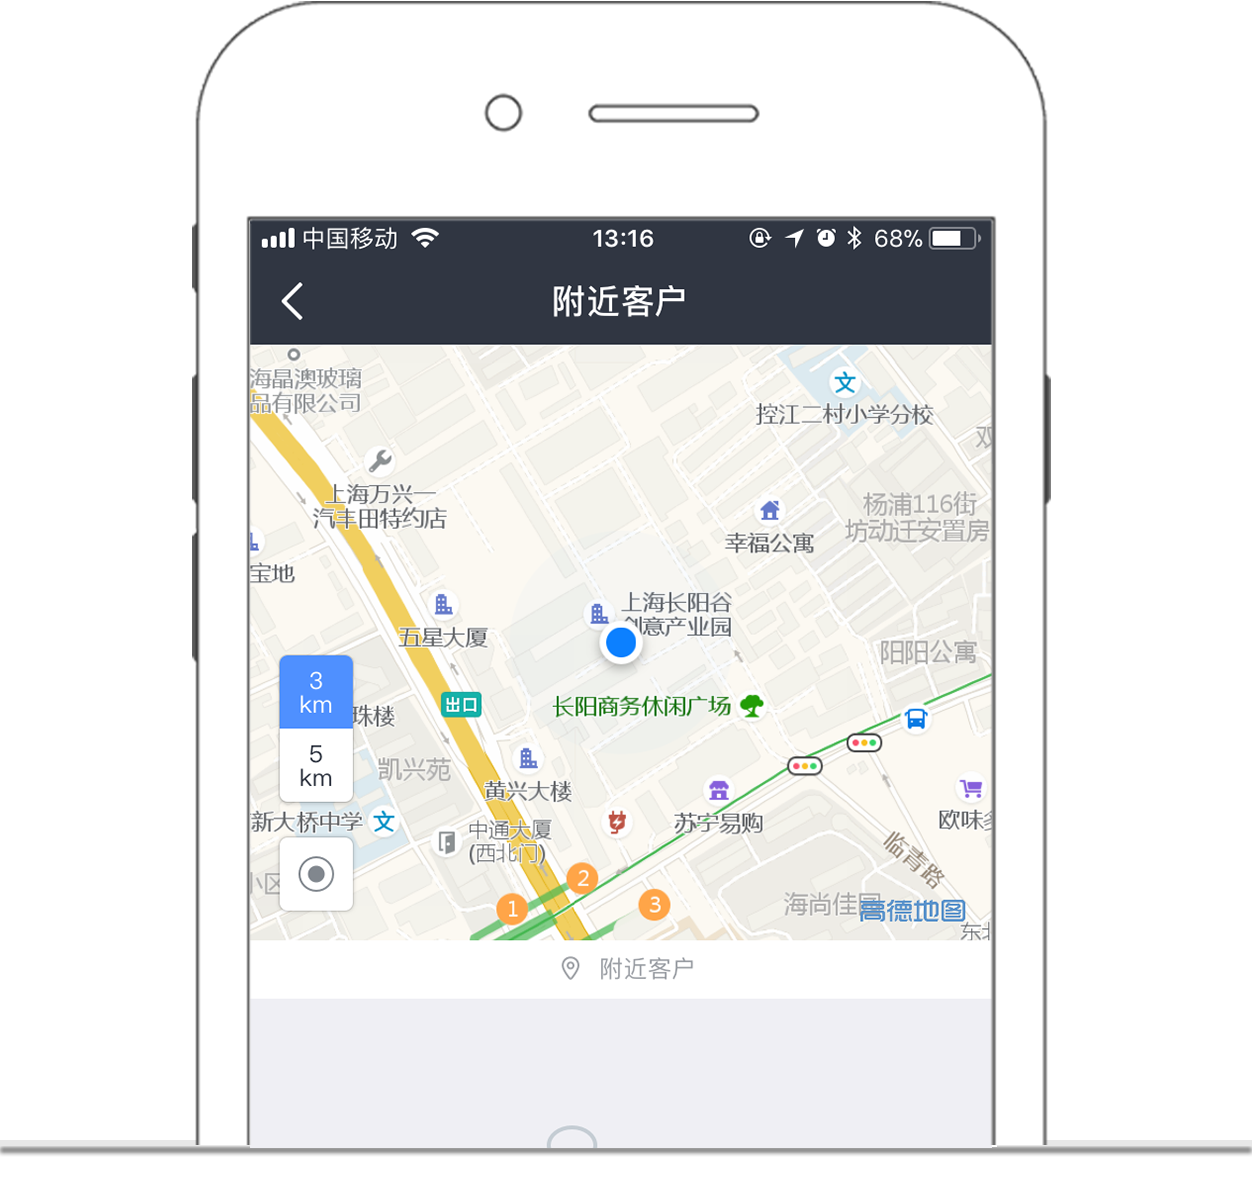 中国移动
13:16
68%
附近客户
海晶澳玻璃
品有限公司
控江二村小学分校
双
上海万兴一
汽丰田特约店
杨浦116街
坊动迁安置房
幸福公寓
宝地
上海长阳谷
创意产业园
五星大厦
阳阳公寓
3
km
珠楼
出口
长阳商务休闲广场
5
km
凯兴苑
黄兴大楼
新大桥中学
文
文
中通大厦
(西北门)
苏宁易购
欧味多
临青路
小区
1
2
3
海尚佳园
高德地图
东北
附近客户